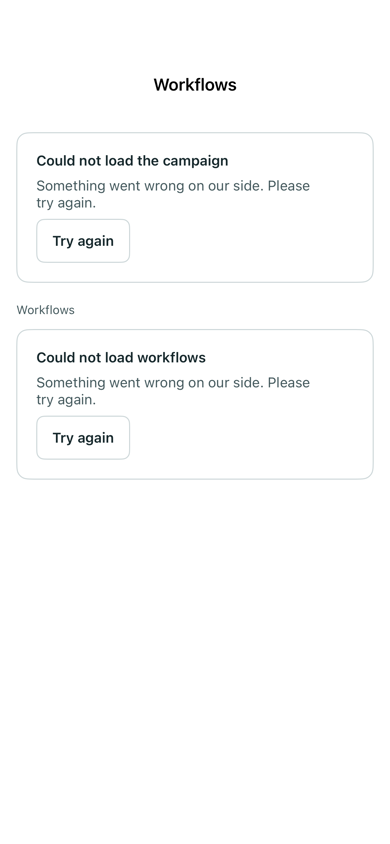 Workflows
Could not load the campaign
Something went wrong on our side. Please
try again.
Try again
Workflows
Could not load workflows
Something went wrong on our side. Please
try again.
Try again